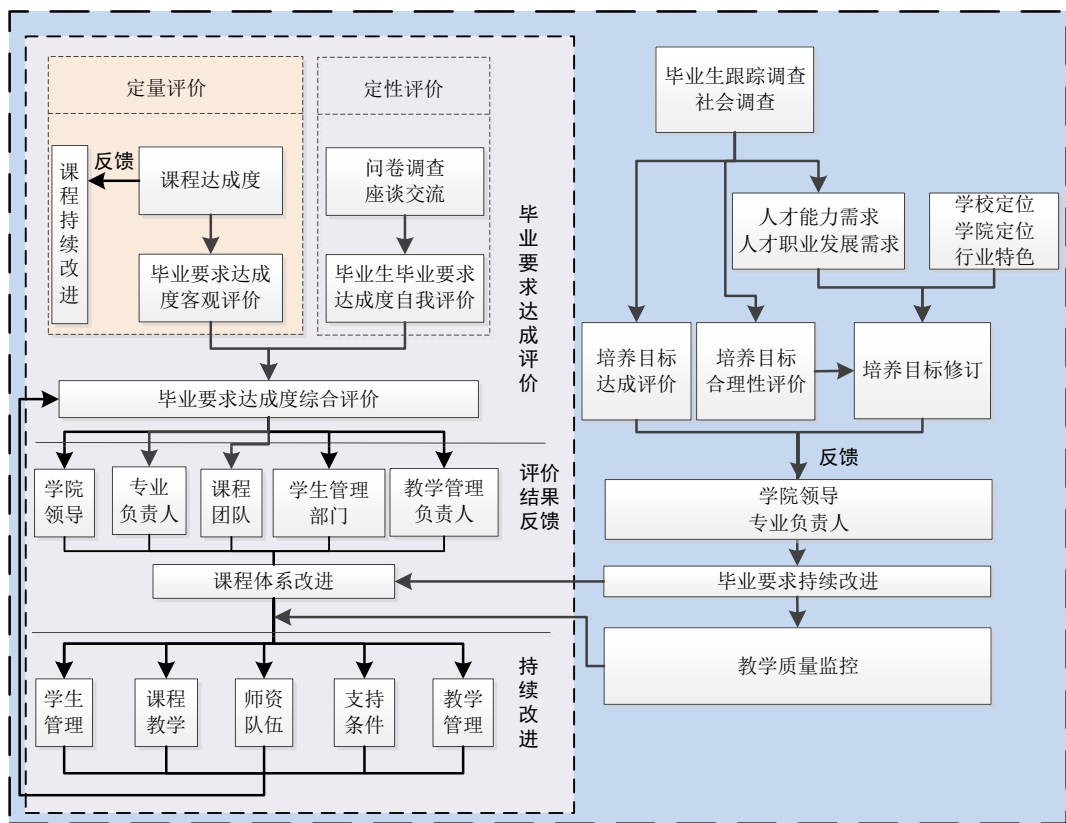 定量评价
定性评价
课程持续改进
反馈
课程达成度
毕业要求达成
度客观评价
问卷调查
座谈交流
毕业生毕业要求
达成度自我评价
毕业要求达成评价
毕业要求达成度综合评价
学院
领导
专业
负责人
课程
团队
学生管理
部门
教学管理
负责人
评价
结果
反馈
课程体系改进
学生
管理
课程
教学
师资
队伍
支持
条件
教学
管理
持续改进
毕业生跟踪调查
社会调查
人才能力需求
人才职业发展需求
学校定位
学院定位
行业特色
培养目标
达成评价
培养目标
合理性评价
培养目标修订
反馈
学院领导
专业负责人
毕业要求持续改进
教学质量监控